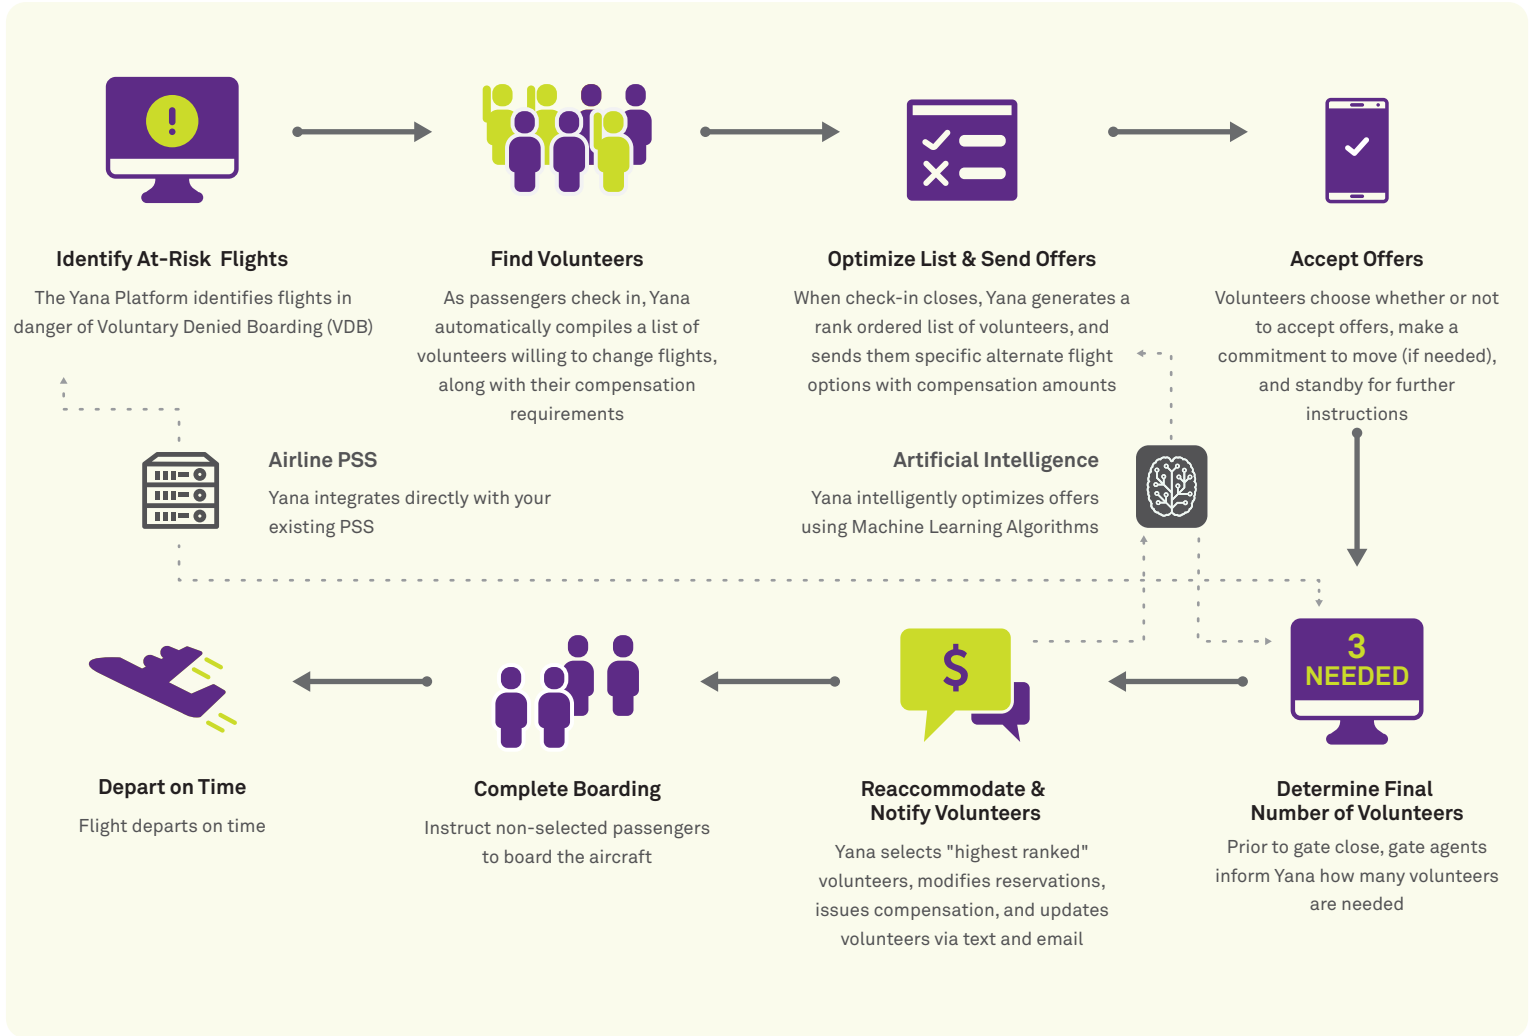 Identify At-Risk Flights
The Yana Platform identifies flights in
danger of Voluntary Denied Boarding (VDB)
Find Volunteers
As passengers check in, Yana
automatically compiles a list of
volunteers willing to change flights,
along with their compensation
requirements
Optimize List & Send Offers
When check-in closes, Yana generates a
rank ordered list of volunteers, and
sends them specific alternate flight
options with compensation amounts
Accept Offers
Volunteers choose whether or not
to accept offers, make a
commitment to move (if needed),
and standby for further
instructions
Airline PSS
Yana integrates directly with your
existing PSS
Artificial Intelligence
Yana intelligently optimizes offers
using Machine Learning Algorithms
3
NEEDED
$
Depart on Time
Flight departs on time
Complete Boarding
Instruct non-selected passengers
to board the aircraft
Reaccommodate &
Notify Volunteers
Yana selects "highest ranked"
volunteers, modifies reservations,
issues compensation, and updates
volunteers via text and email
Determine Final
Number of Volunteers
Prior to gate close, gate agents
inform Yana how many volunteers
are needed